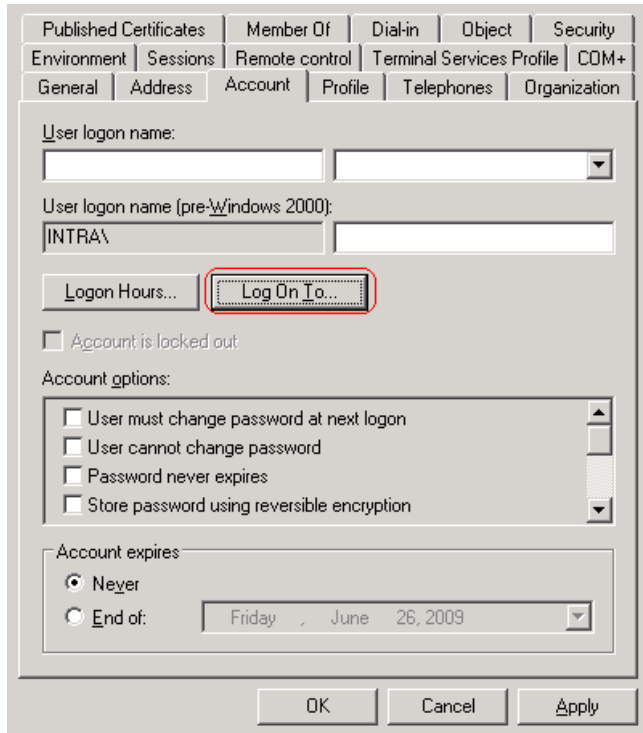 Published Certificates Member Of Dial-in Object Security
Environment Sessions Remote control Terminal Services Profile COM+
General Address Account Profile Telephones Organization
User logon name:
User logon name (pre-Windows 2000):
INTRA\
Logon Hours... Log On To...
Account is locked out
Account options:
User must change password at next logon
User cannot change password
Password never expires
Store password using reversible encryption
Account expires
Never
End of: Friday , June 26, 2009
OK Cancel Apply